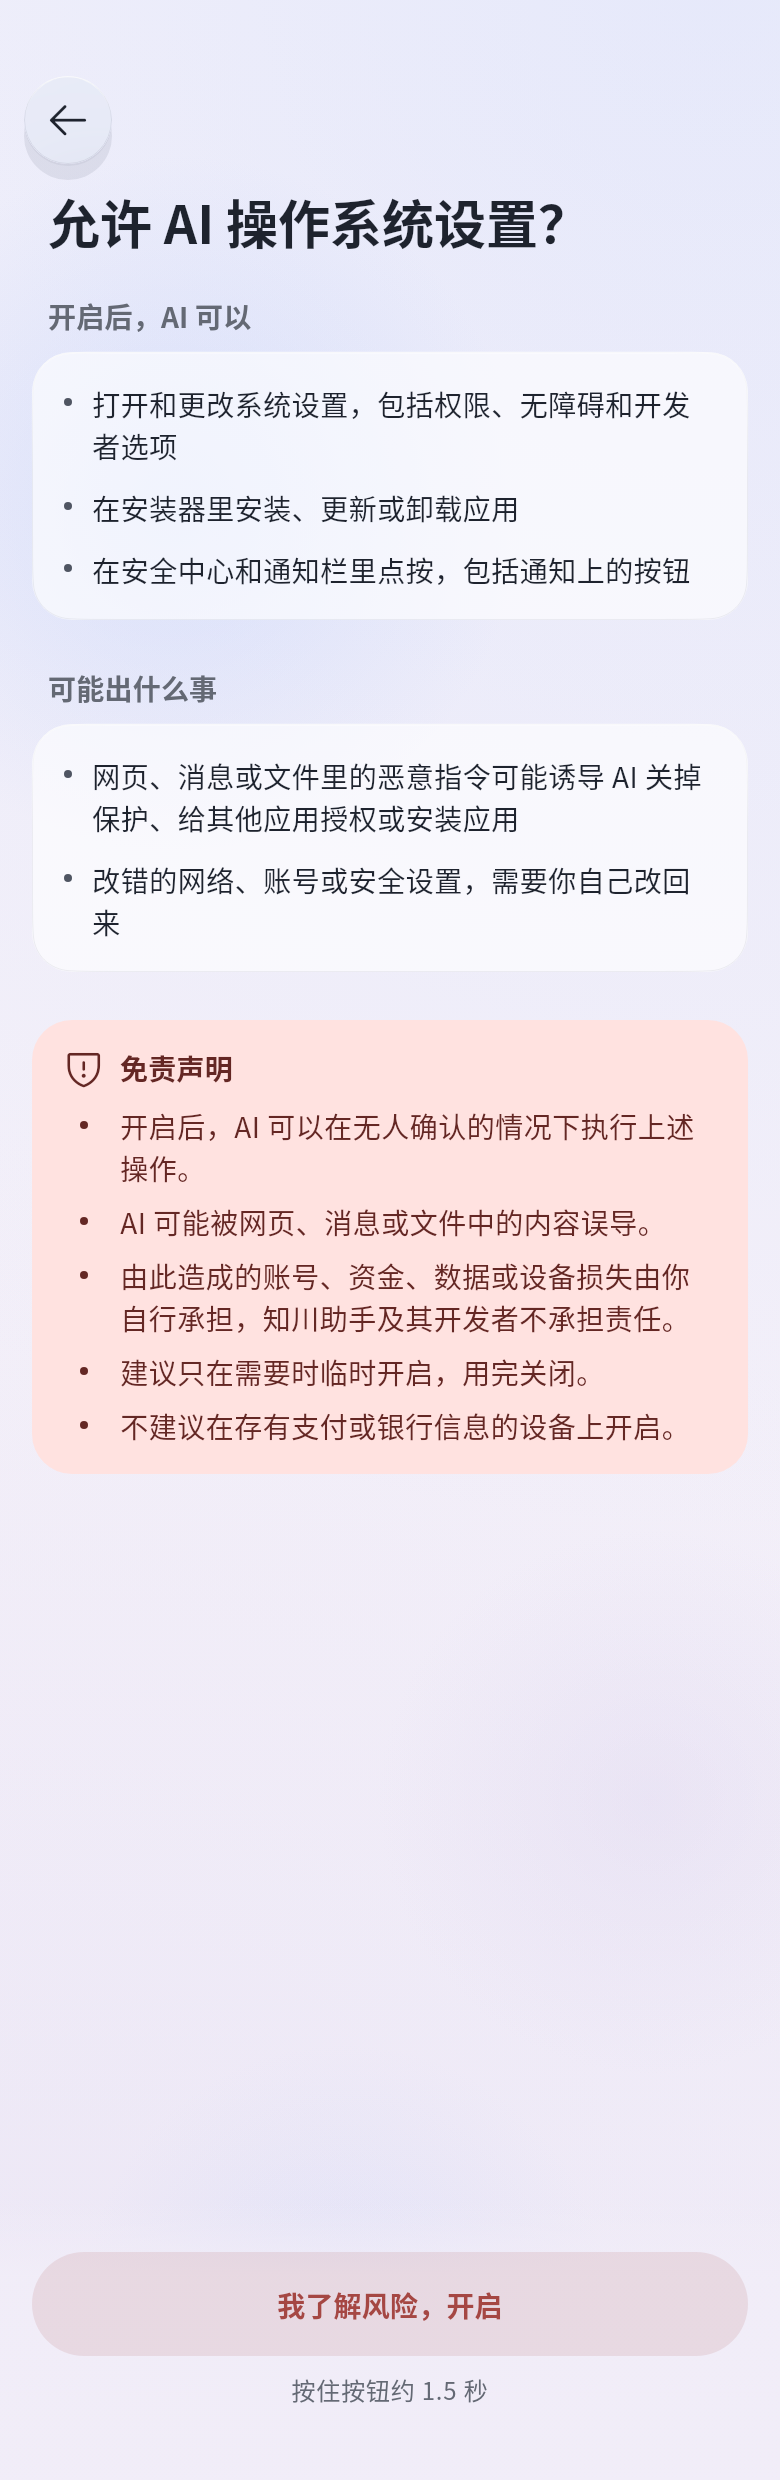 允许 AI 操作系统设置？
开启后，AI 可以
打开和更改系统设置，包括权限、无障碍和开发
者选项
在安装器里安装、更新或卸载应用
在安全中心和通知栏里点按，包括通知上的按钮
可能出什么事
网页、消息或文件里的恶意指令可能诱导 AI 关掉
保护、给其他应用授权或安装应用
改错的网络、账号或安全设置，需要你自己改回
来
免责声明
开启后，AI 可以在无人确认的情况下执行上述
操作。
AI 可能被网页、消息或文件中的内容误导。
由此造成的账号、资金、数据或设备损失由你
自行承担，知川助手及其开发者不承担责任。
建议只在需要时临时开启，用完关闭。
不建议在存有支付或银行信息的设备上开启。
我了解风险，开启
按住按钮约 1.5 秒